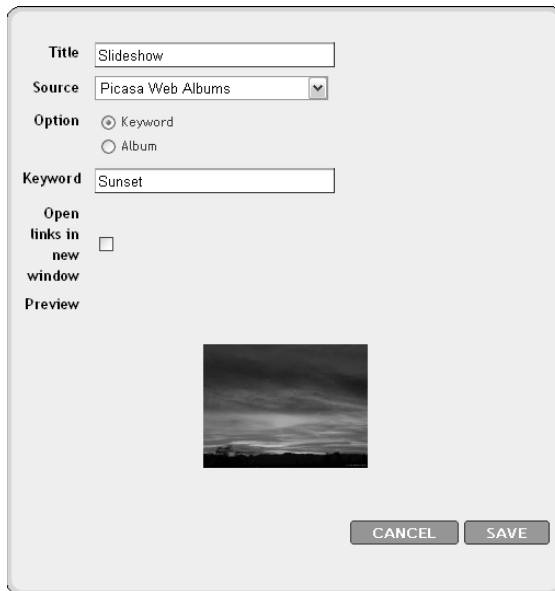 Title Slideshow
Source Picasa Web Albums
Option Keyword
Album
Keyword Sunset
Open
links in
new
window
Preview
CANCEL SAVE